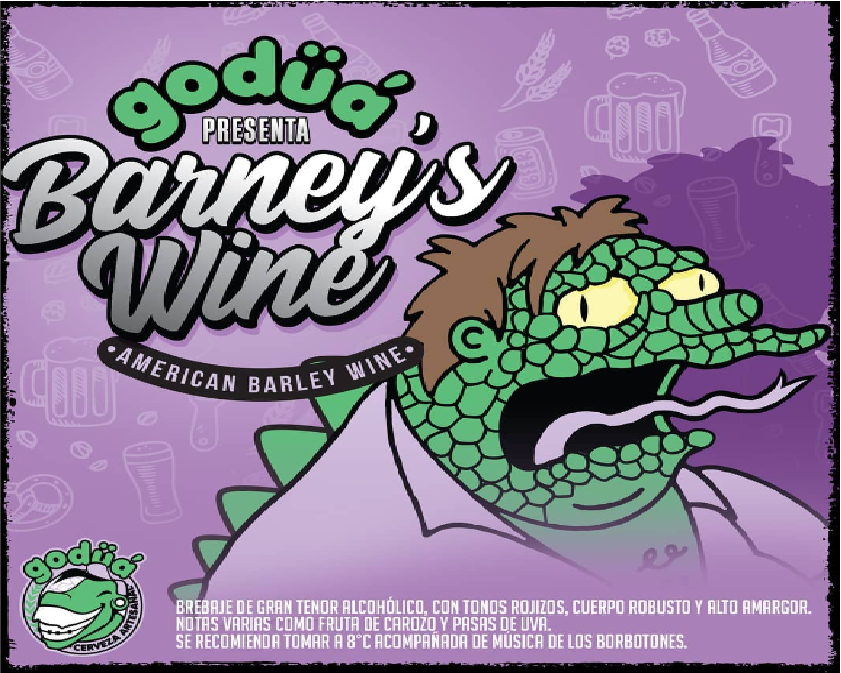 godüá
PRESENTA
Barney's
Wine
•AMERICAN BARLEY WINE•
godüá
CERVEZA ARTESANAL
BREBAJE DE GRAN TENOR ALCOHÓLICO, CON TONOS ROJIZOS, CUERPO ROBUSTO Y ALTO AMARGOR.
NOTAS VARIAS COMO FRUTA DE CAROZO Y PASAS DE UVA.
SE RECOMIENDA TOMAR A 8°C ACOMPAÑADA DE MÚSICA DE LOS BORBOTONES.